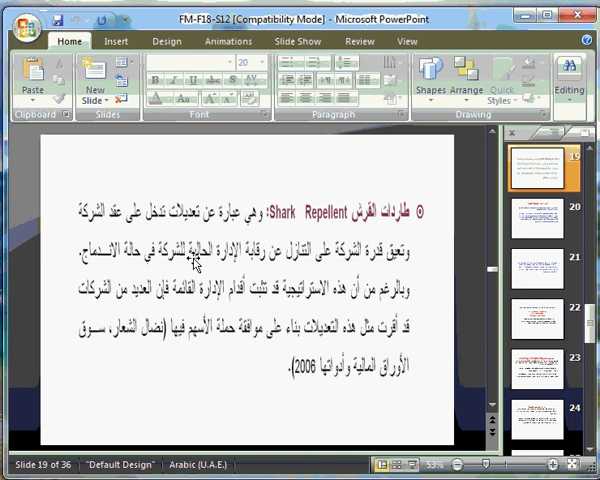 FM-F18-S12 [Compatibility Mode] - Microsoft PowerPoint
Home Insert Design Animations Slide Show Review View
Paste
New Slide
20
B I U abe S AV
Aa A
Shapes Arrange Quick Styles
Editing
Clipboard Slides Font Paragraph Drawing
طاردات القرش Shark Repellent: وهي عبارة عن تعديلات تدخل على عقد الشركة
وتعيق قدرة الشركة على التنازل عن رقابة الإدارة الحالية للشركة في حالة الاندماج.
وبالرغم من أن هذه الاستراتيجية قد تثبت أقدام الإدارة القائمة فإن العديد من الشركات
قد أقرت مثل هذه التعديلات بناء على موافقة حملة الأسهم فيها (نضال الشعار، سوق
الأوراق المالية وأدواتها 2006).
19
20
21
22
23
24
Slide 19 of 36 "Default Design" Arabic (U.A.E.) 53%